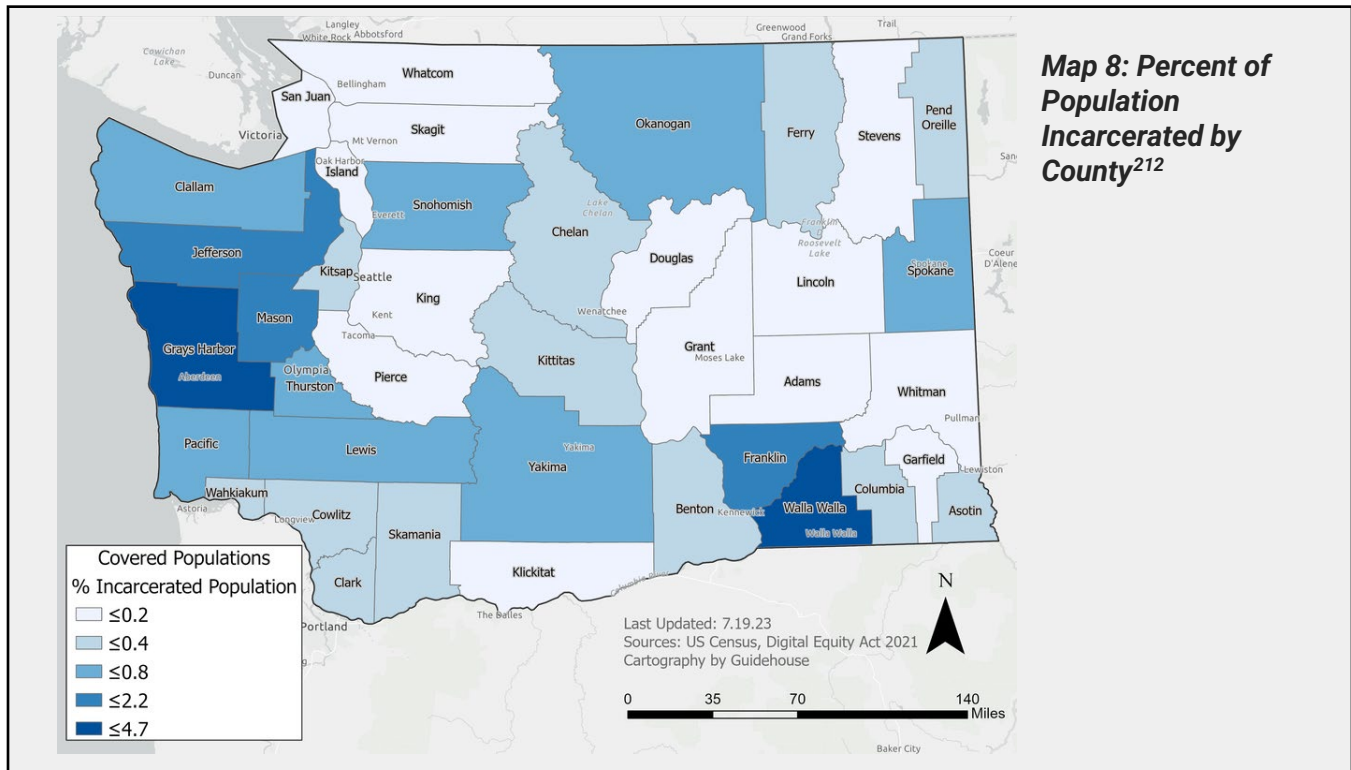 Map 8: Percent of
Population
Incarcerated by
County212
Langley
White Rock Abbotsford
Greenwood
Grand Forks
Trail
Cowichan
Lake
Duncan
Whatcom
Bellingham
San Juan
Victoria
Skagit
Mt Vernon
Okanogan
Ferry
Stevens
Pend
Oreille
Oak Harbor
Island
Clallam
Snohomish
Everett
Lake
Chelan
Chelan
Franklin
Roosevelt
Lake
Jefferson
Kitsap
Seattle
Douglas
Lincoln
Spokane
Spokane
Coeur
D'Alene
King
Kent
Mason
Wenatchee
Tacoma
Grays Harbor
Aberdeen
Grant
Moses Lake
Kittitas
Olympia
Thurston
Pierce
Adams
Whitman
Pullman
Pacific
Lewis
Yakima
Yakima
Franklin
Garfield
Lewiston
Wahkiakum
Astoria
Longview
Cowlitz
Skamania
Benton
Kennewick
Walla Walla
Walla Walla
Columbia
Asotin
Clark
Klickitat
Columbia River
The Dalles
Portland
Baker City
Covered Populations
% Incarcerated Population
≤0.2
≤0.4
≤0.8
≤2.2
≤4.7
N
Last Updated: 7.19.23
Sources: US Census, Digital Equity Act 2021
Cartography by Guidehouse
0 35 70 140
Miles